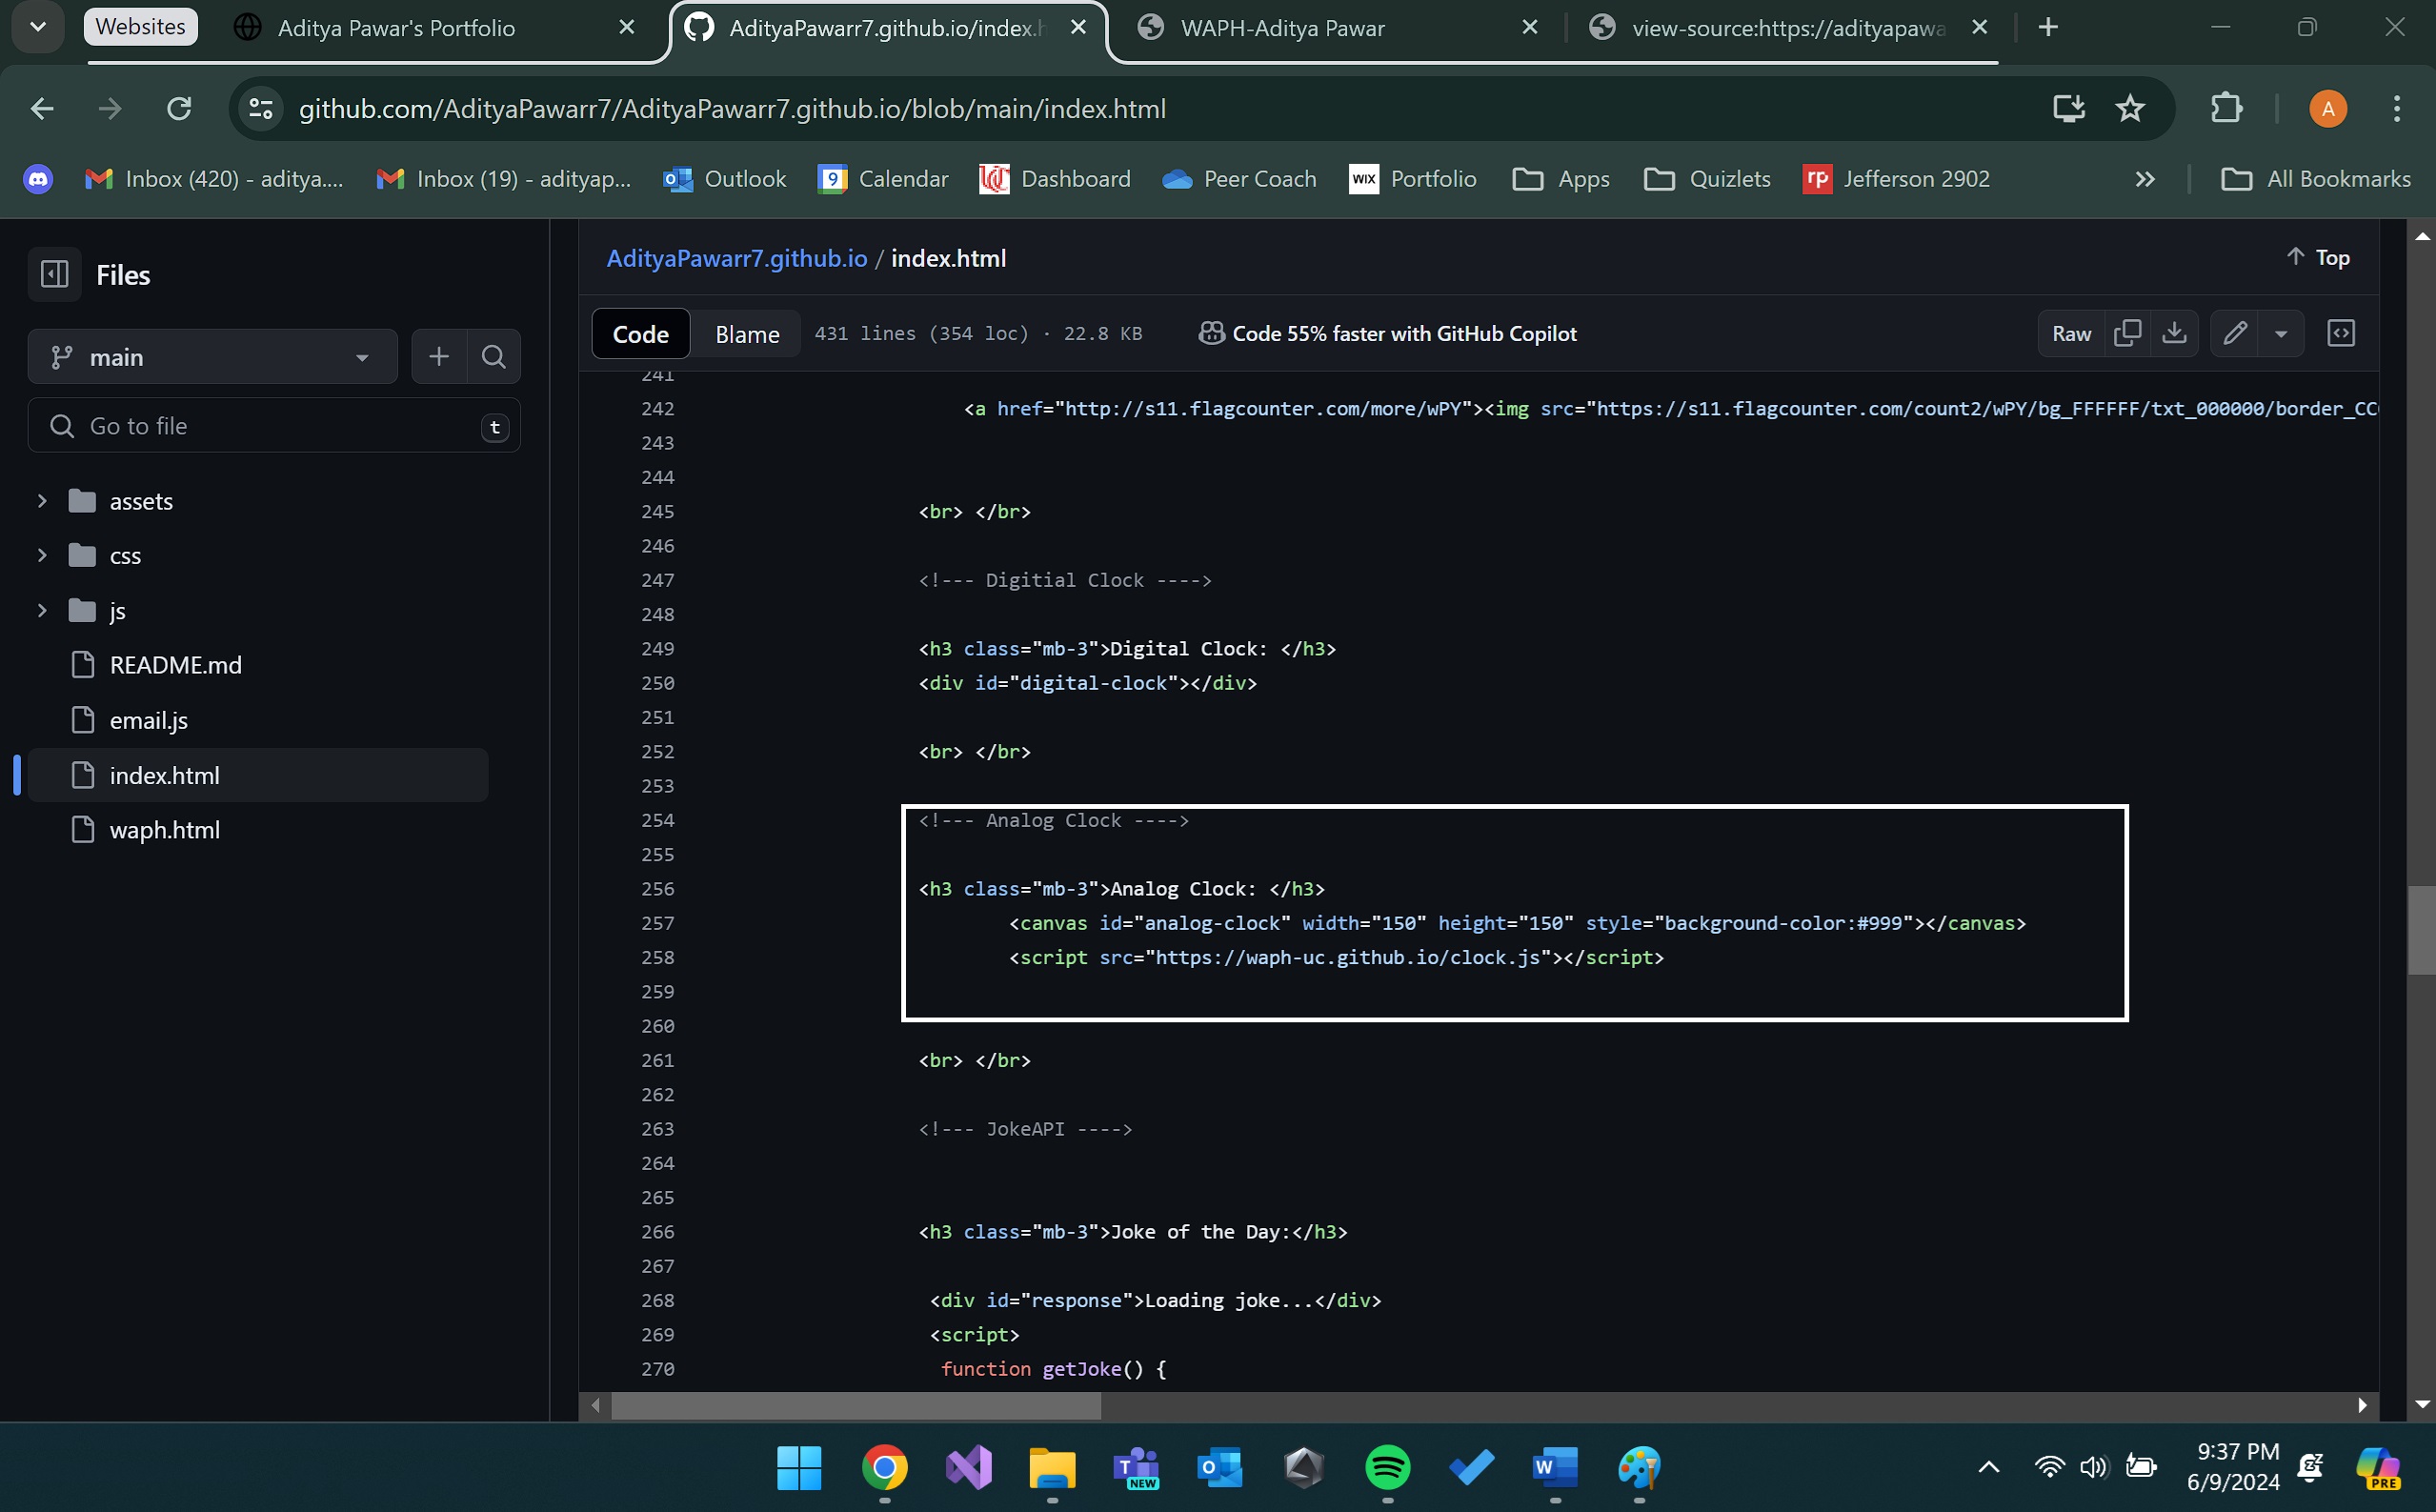 Websites
Aditya Pawar's Portfolio
AdityaPawarr7.github.io/index.h
WAPH-Aditya Pawar
view-source:https://adityapawa
github.com/AdityaPawarr7/AdityaPawarr7.github.io/blob/main/index.html
A
Inbox (420) - aditya....
Inbox (19) - adityap...
Outlook
9
Calendar
Dashboard
Peer Coach
WIX
Portfolio
Apps
Quizlets
rp
Jefferson 2902
All Bookmarks
Files
main
Go to file
t
assets
css
js
README.md
email.js
index.html
waph.html
AdityaPawarr7.github.io / index.html
Top
Code
Blame
431 lines (354 loc) · 22.8 KB
Code 55% faster with GitHub Copilot
Raw
241
242 <a href="http://s11.flagcounter.com/more/wPY"><img src="https://s11.flagcounter.com/count2/wPY/bg_FFFFFF/txt_000000/border_CC
243
244
245 <br> </br>
246
247 <!--- Digitial Clock ---->
248
249 <h3 class="mb-3">Digital Clock: </h3>
250 <div id="digital-clock"></div>
251
252 <br> </br>
253
254 <!--- Analog Clock ---->
255
256 <h3 class="mb-3">Analog Clock: </h3>
257 <canvas id="analog-clock" width="150" height="150" style="background-color:#999"></canvas>
258 <script src="https://waph-uc.github.io/clock.js"></script>
259
260
261 <br> </br>
262
263 <!--- JokeAPI ---->
264
265
266 <h3 class="mb-3">Joke of the Day:</h3>
267
268 <div id="response">Loading joke...</div>
269 <script>
270 function getJoke() {
T
NEW
O
W
9:37 PM
6/9/2024
PRE